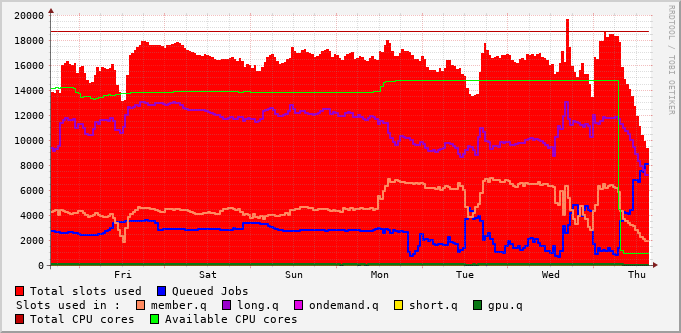 RRDTOOL / TOBI OETIKER
20000
18000
16000
14000
12000
10000
8000
6000
4000
2000
0
Fri Sat Sun Mon Tue Wed Thu
Total slots used Queued Jobs
Slots used in : member.q long.q ondemand.q short.q gpu.q
Total CPU cores Available CPU cores